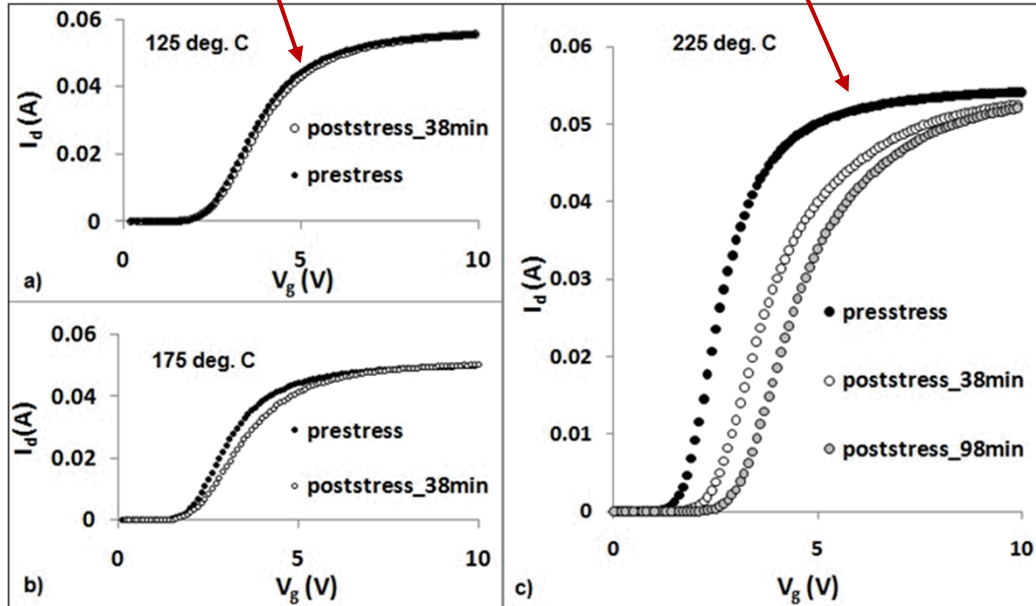 0.06
125 deg. C
0.04
I_d (A)
poststress_38min
0.02
prestress
0
0
5
10
V_g (V)
a)
0.06
175 deg. C
0.04
I_d (A)
prestress
0.02
poststress_38min
0
0
5
10
V_g (V)
b)
0.06
225 deg. C
0.05
0.04
I_d (A)
0.03
presstress
0.02
poststress_38min
0.01
poststress_98min
0
0
5
10
V_g (V)
c)